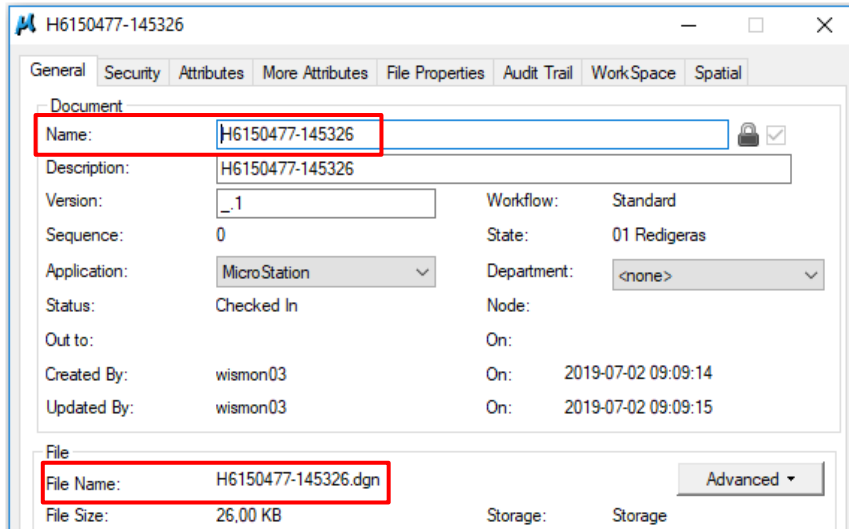 H6150477-145326
General Security Attributes More Attributes File Properties Audit Trail WorkSpace Spatial
Document
Name: H6150477-145326
Description: H6150477-145326
Version: _.1 Workflow: Standard
Sequence: 0 State: 01 Redigeras
Application: MicroStation Department: <none>
Status: Checked In Node:
Out to: On:
Created By: wismon03 On: 2019-07-02 09:09:14
Updated By: wismon03 On: 2019-07-02 09:09:15
File
File Name: H6150477-145326.dgn Advanced
File Size: 26,00 KB Storage: Storage